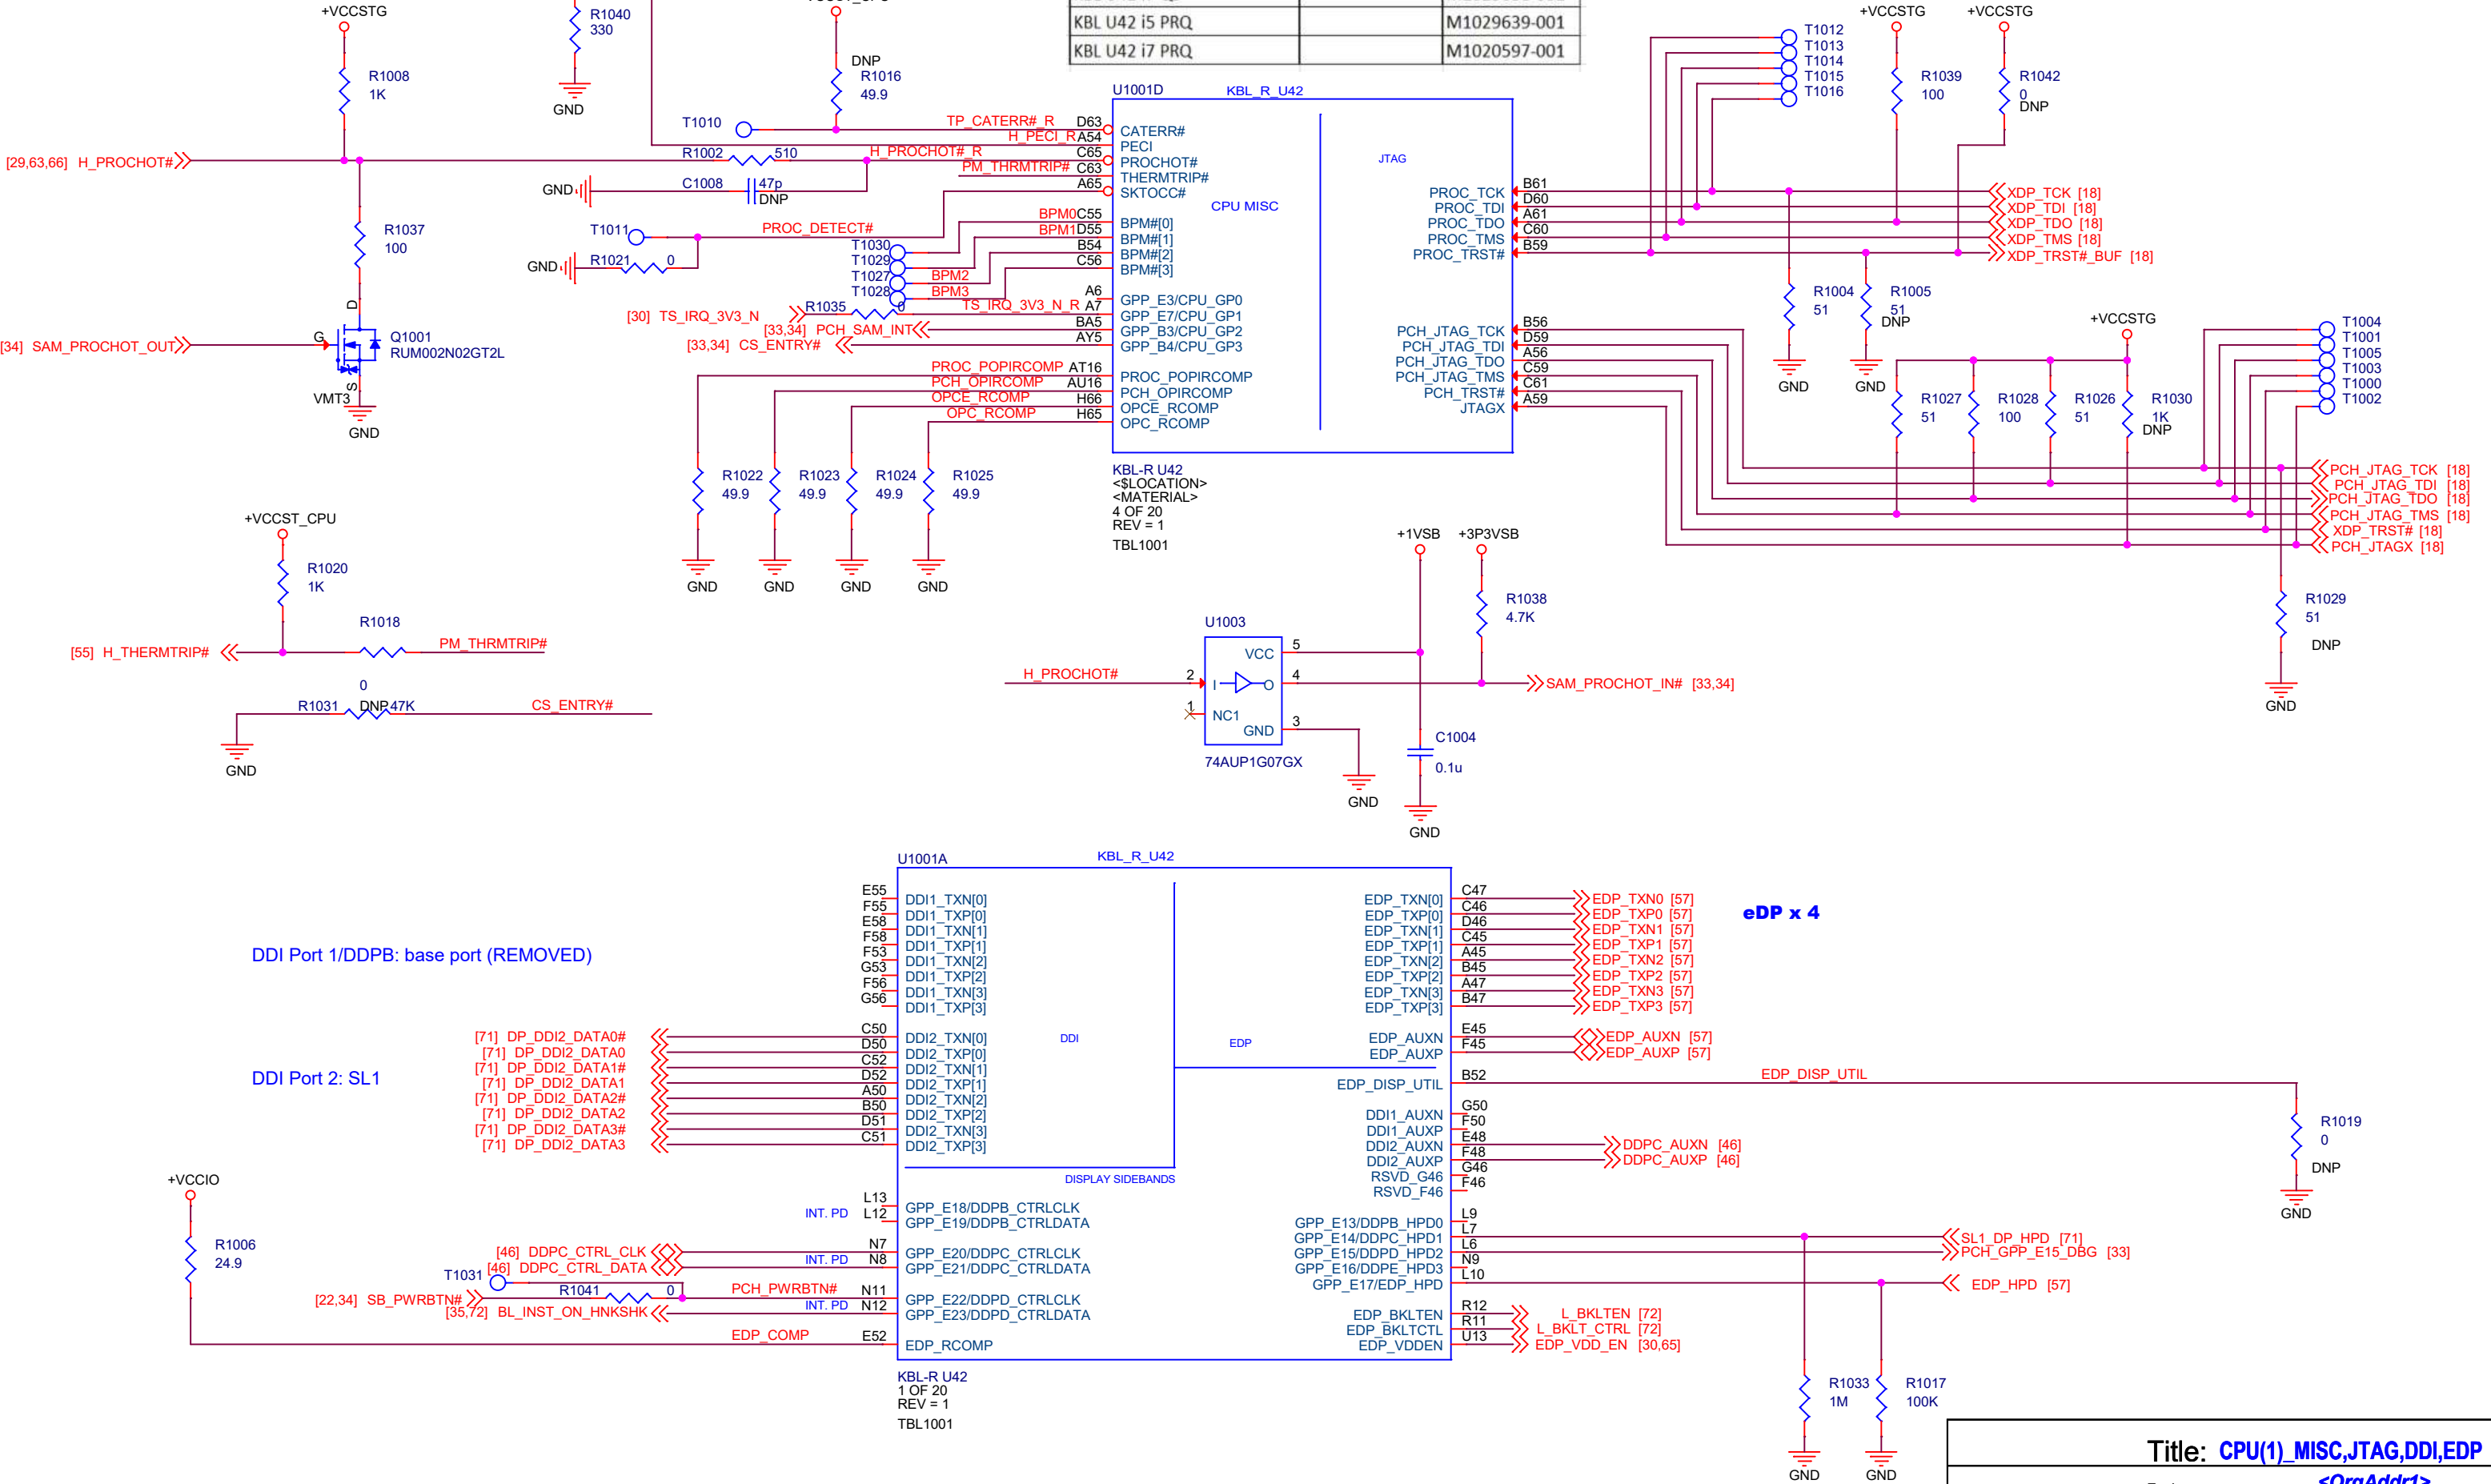 +VCCSTG
R1008
1K
R1040
330
GND
DNP
R1016
49.9
KBL U42 i5 PRQ M1029639-001
KBL U42 i7 PRQ M1020597-001
+VCCSTG
+VCCSTG
T1012
T1013
T1014
T1015
T1016
R1039
100
R1042
0
DNP
U1001D
KBL_R_U42
T1010
TP_CATERR#_R D63 CATERR#
H_PECI_R A54 PECI
[29,63,66] H_PROCHOT#
R1002 510
H_PROCHOT#_R C65 PROCHOT#
PM_THRMTRIP# C63 THERMTRIP#
GND
C1008 47p
DNP
A65 SKTOCC#
JTAG
CPU MISC
T1011
PROC_DETECT#
GND
R1021 0
BPM0 C55 BPM#[0]
BPM1 D55 BPM#[1]
B54 BPM#[2]
C56 BPM#[3]
T1030
T1029
T1027 BPM2
T1028 BPM3
R1037
100
A6 GPP_E3/CPU_GP0
[30] TS_IRQ_3V3_N R1035 0 TS_IRQ_3V3_N_R A7 GPP_E7/CPU_GP1
[33,34] PCH_SAM_INT BA5 GPP_B3/CPU_GP2
[33,34] CS_ENTRY# AY5 GPP_B4/CPU_GP3
PROC_POPIRCOMP AT16 PROC_POPIRCOMP
PCH_OPIRCOMP AU16 PCH_OPIRCOMP
OPCE_RCOMP H66 OPCE_RCOMP
OPC_RCOMP H65 OPC_RCOMP
PROC_TCK B61 XDP_TCK [18]
PROC_TDI D60 XDP_TDI [18]
PROC_TDO A61 XDP_TDO [18]
PROC_TMS C60 XDP_TMS [18]
PROC_TRST# B59 XDP_TRST#_BUF [18]
R1004
51
GND
R1005
51
DNP
GND
PCH_JTAG_TCK B56
PCH_JTAG_TDI D59
PCH_JTAG_TDO A56
PCH_JTAG_TMS C59
PCH_TRST# C61
JTAGX A59
+VCCSTG
R1027
51
R1028
100
R1026
51
R1030
1K
DNP
T1004
T1001
T1005
T1003
T1000
T1002
PCH_JTAG_TCK [18]
PCH_JTAG_TDI [18]
PCH_JTAG_TDO [18]
PCH_JTAG_TMS [18]
XDP_TRST# [18]
PCH_JTAGX [18]
R1029
51
DNP
GND
[34] SAM_PROCHOT_OUT
G
D
S
Q1001
RUM002N02GT2L
VMT3
GND
R1022
49.9
R1023
49.9
R1024
49.9
R1025
49.9
GND
GND
GND
GND
KBL-R U42
<$LOCATION>
<MATERIAL>
4 OF 20
REV = 1
TBL1001
+VCCST_CPU
R1020
1K
R1018
[55] H_THERMTRIP#
PM_THRMTRIP#
0
R1031 DNP 47K CS_ENTRY#
GND
+1VSB
+3P3VSB
R1038
4.7K
U1003
H_PROCHOT#
2 I
1 NC1
VCC 5
O 4
GND 3
SAM_PROCHOT_IN# [33,34]
74AUP1G07GX
GND
C1004
0.1u
GND
U1001A
KBL_R_U42
E55 DDI1_TXN[0]
F55 DDI1_TXP[0]
E58 DDI1_TXN[1]
F58 DDI1_TXP[1]
F53 DDI1_TXN[2]
G53 DDI1_TXP[2]
F56 DDI1_TXN[3]
G56 DDI1_TXP[3]
DDI Port 1/DDPB: base port (REMOVED)
EDP_TXN[0] C47 EDP_TXN0 [57]
EDP_TXP[0] C46 EDP_TXP0 [57]
EDP_TXN[1] D46 EDP_TXN1 [57]
EDP_TXP[1] C45 EDP_TXP1 [57]
EDP_TXN[2] A45 EDP_TXN2 [57]
EDP_TXP[2] B45 EDP_TXP2 [57]
EDP_TXN[3] A47 EDP_TXN3 [57]
EDP_TXP[3] B47 EDP_TXP3 [57]
eDP x 4
DDI Port 2: SL1
[71] DP_DDI2_DATA0# C50 DDI2_TXN[0]
[71] DP_DDI2_DATA0 D50 DDI2_TXP[0]
[71] DP_DDI2_DATA1# C52 DDI2_TXN[1]
[71] DP_DDI2_DATA1 D52 DDI2_TXP[1]
[71] DP_DDI2_DATA2# A50 DDI2_TXN[2]
[71] DP_DDI2_DATA2 B50 DDI2_TXP[2]
[71] DP_DDI2_DATA3# D51 DDI2_TXN[3]
[71] DP_DDI2_DATA3 C51 DDI2_TXP[3]
DDI
EDP
EDP_AUXN E45 EDP_AUXN [57]
EDP_AUXP F45 EDP_AUXP [57]
EDP_DISP_UTIL B52 EDP_DISP_UTIL
R1019
0
DNP
GND
DDI1_AUXN G50
DDI1_AUXP F50
DDI2_AUXN E48 DDPC_AUXN [46]
DDI2_AUXP F48 DDPC_AUXP [46]
RSVD_G46 G46
RSVD_F46 F46
DISPLAY SIDEBANDS
+VCCIO
R1006
24.9
L13 GPP_E18/DDPB_CTRLCLK
INT. PD L12 GPP_E19/DDPB_CTRLDATA
[46] DDPC_CTRL_CLK N7 GPP_E20/DDPC_CTRLCLK
[46] DDPC_CTRL_DATA INT. PD N8 GPP_E21/DDPC_CTRLDATA
T1031
[22,34] SB_PWRBTN# R1041 0 PCH_PWRBTN# N11 GPP_E22/DDPD_CTRLCLK
[35,72] BL_INST_ON_HNKSHK INT. PD N12 GPP_E23/DDPD_CTRLDATA
EDP_COMP E52 EDP_RCOMP
GPP_E13/DDPB_HPD0 L9
GPP_E14/DDPC_HPD1 L7 SL1_DP_HPD [71]
GPP_E15/DDPD_HPD2 L6 PCH_GPP_E15_DBG [33]
GPP_E16/DDPE_HPD3 N9
GPP_E17/EDP_HPD L10 EDP_HPD [57]
EDP_BKLTEN R12 L_BKLTEN [72]
EDP_BKLTCTL R11 L_BKLT_CTRL [72]
EDP_VDDEN U13 EDP_VDD_EN [30,65]
KBL-R U42
1 OF 20
REV = 1
TBL1001
R1033
1M
GND
R1017
100K
GND
Title: CPU(1)_MISC,JTAG,DDI,EDP
<OrgAddr1>